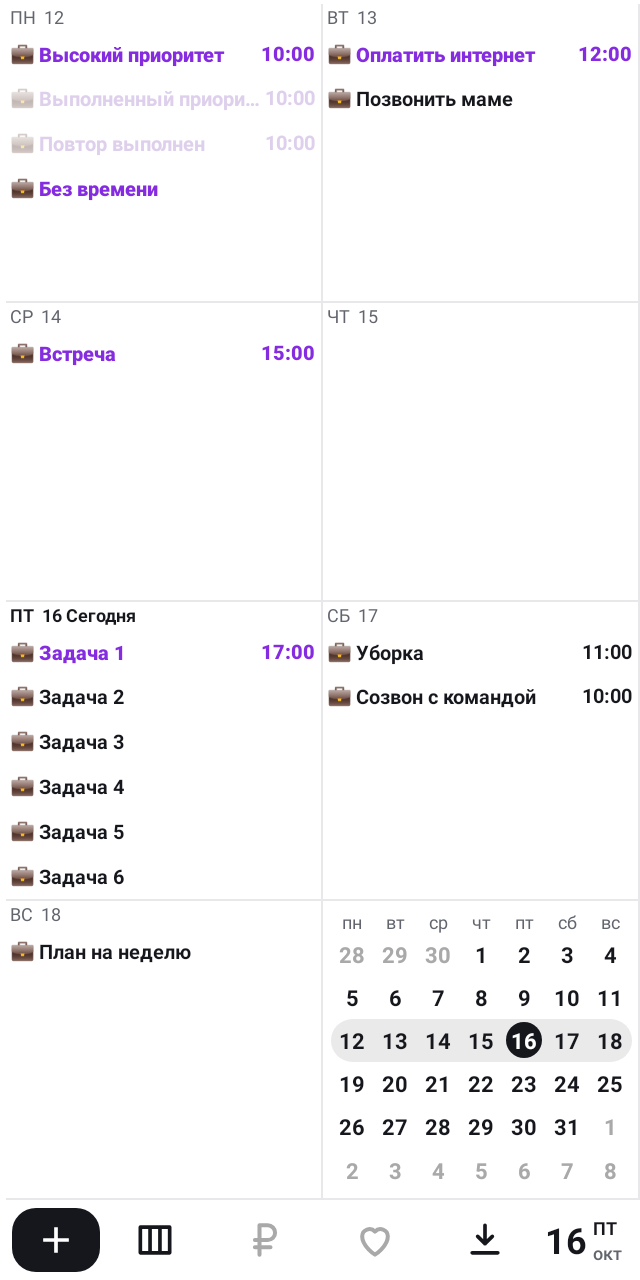 ПН 12
Высокий приоритет 10:00
Выполненный приори... 10:00
Повтор выполнен 10:00
Без времени
ВТ 13
Оплатить интернет 12:00
Позвонить маме
СР 14
Встреча 15:00
ЧТ 15
ПТ 16 Сегодня
Задача 1 17:00
Задача 2
Задача 3
Задача 4
Задача 5
Задача 6
СБ 17
Уборка 11:00
Созвон с командой 10:00
ВС 18
План на неделю
пн вт ср чт пт сб вс
28 29 30 1 2 3 4
5 6 7 8 9 10 11
12 13 14 15 16 17 18
19 20 21 22 23 24 25
26 27 28 29 30 31 1
2 3 4 5 6 7 8
16 ПТ
окт